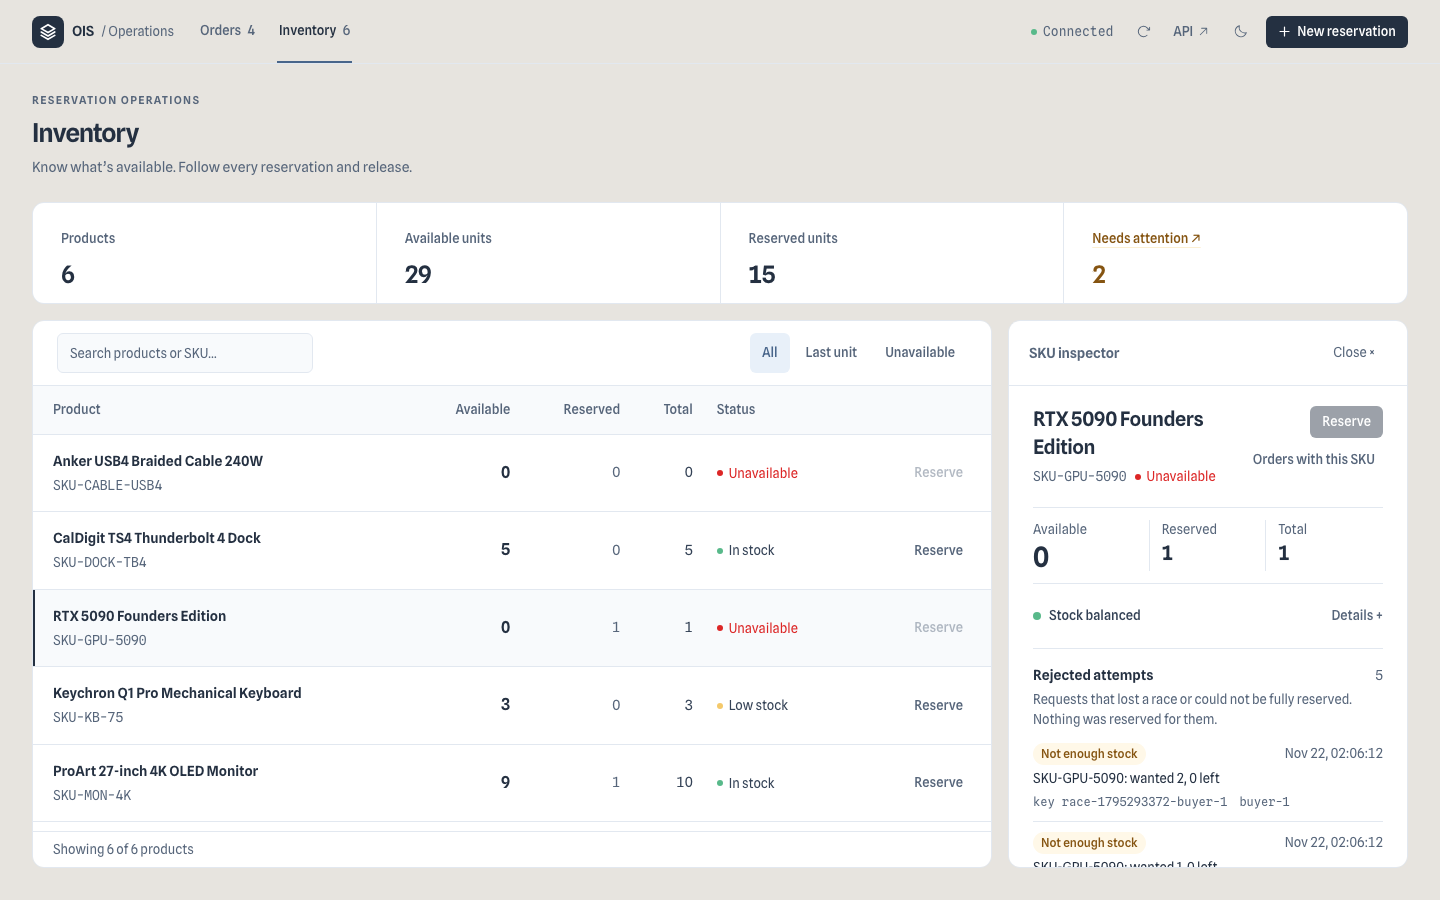 OIS / Operations Orders 4 Inventory 6 Connected API ↗ + New reservation
RESERVATION OPERATIONS
Inventory
Know what's available. Follow every reservation and release.
Products Available units Reserved units Needs attention ↗
6 29 15 2
Search products or SKU... All Last unit Unavailable
Product Available Reserved Total Status
Anker USB4 Braided Cable 240W
SKU-CABLE-USB4
0 0 0 Unavailable Reserve
CalDigit TS4 Thunderbolt 4 Dock
SKU-DOCK-TB4
5 0 5 In stock Reserve
RTX 5090 Founders Edition
SKU-GPU-5090
0 1 1 Unavailable Reserve
Keychron Q1 Pro Mechanical Keyboard
SKU-KB-75
3 0 3 Low stock Reserve
ProArt 27-inch 4K OLED Monitor
SKU-MON-4K
9 1 10 In stock Reserve
Showing 6 of 6 products
SKU inspector Close ×
RTX 5090 Founders
Edition
Reserve
Orders with this SKU
SKU-GPU-5090 Unavailable
Available Reserved Total
0 1 1
Stock balanced Details +
Rejected attempts 5
Requests that lost a race or could not be fully reserved.
Nothing was reserved for them.
Not enough stock Nov 22, 02:06:12
SKU-GPU-5090: wanted 2, 0 left
key race-1795293372-buyer-1 buyer-1
Not enough stock Nov 22, 02:06:12
SKU-GPU-5090: wanted 1, 0 left